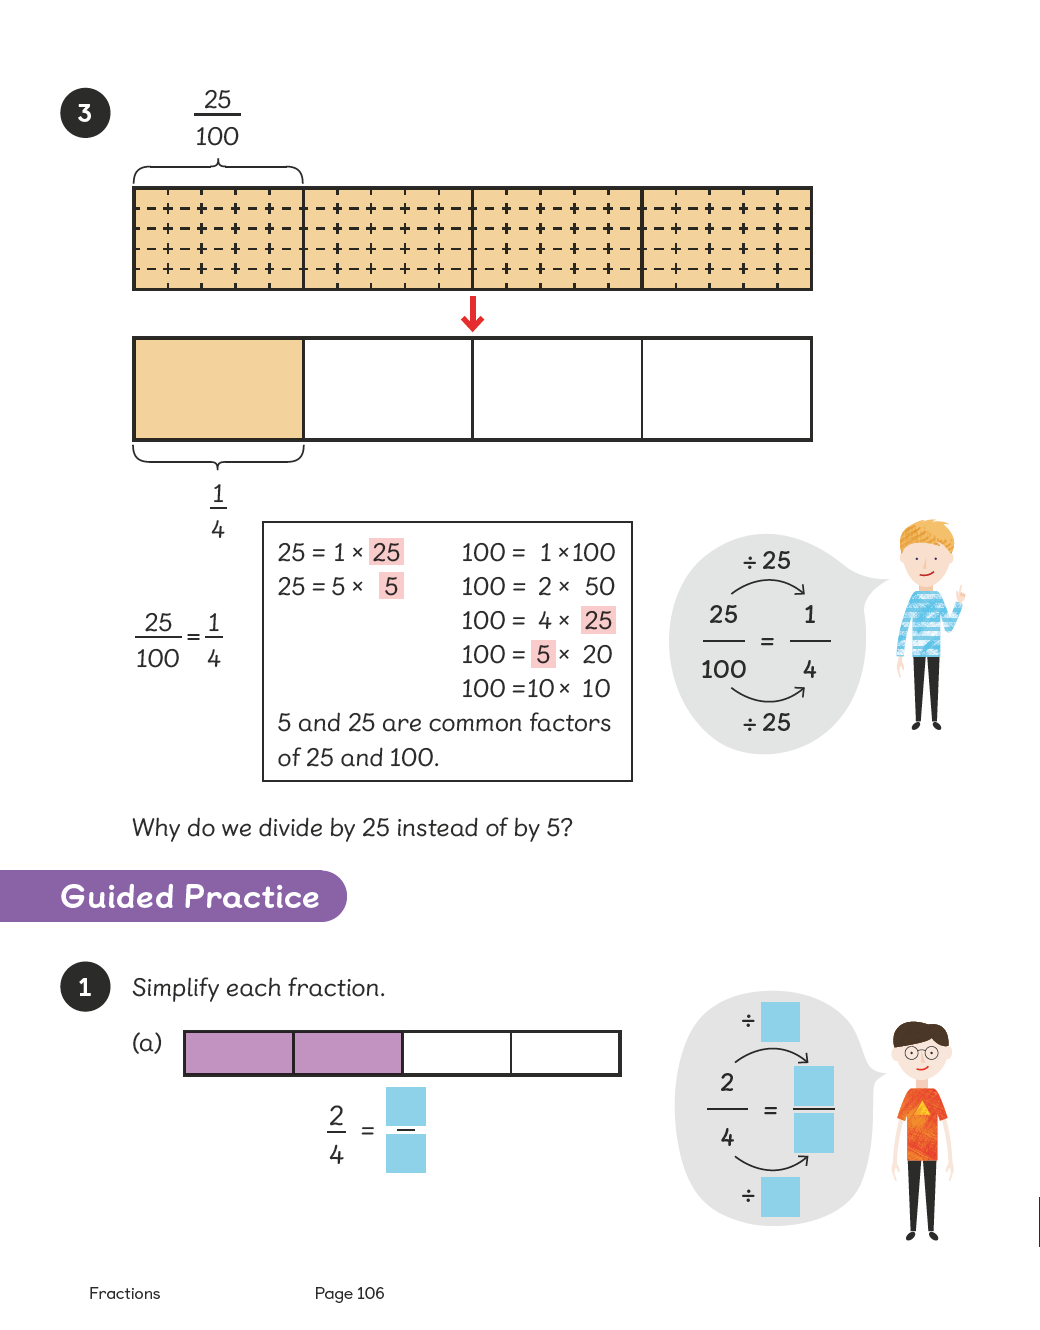 3
25
100
1
4
25 = 1 × 25
25 = 5 × 5
100 = 1 × 100
100 = 2 × 50
100 = 4 × 25
100 = 5 × 20
100 = 10 × 10
5 and 25 are common factors
of 25 and 100.
25/100 = 1/4
÷ 25
25/100 = 1/4
÷ 25
Why do we divide by 25 instead of by 5?
Guided Practice
1 Simplify each fraction.
(a)
2/4 =
÷
2/4 =
÷
Fractions Page 106